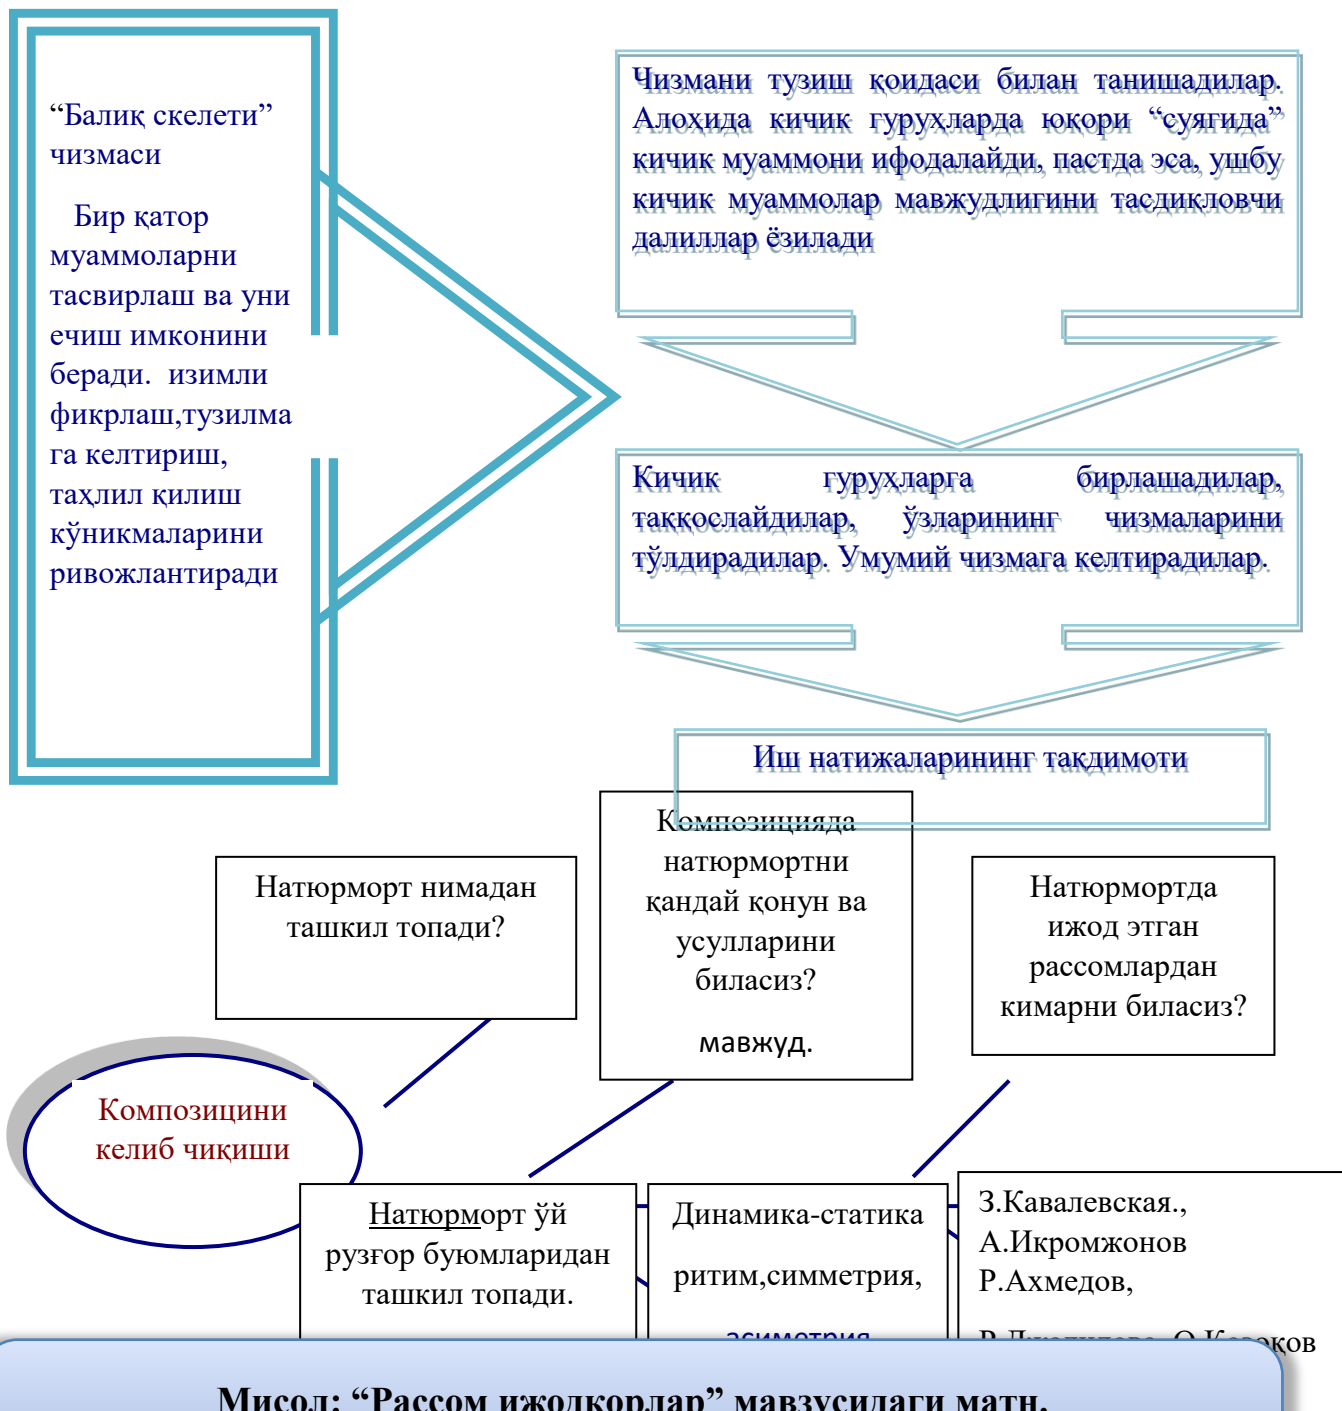 “Балиқ скелети”
чизмаси
Бир қатор
муаммоларни
тасвирлаш ва уни
ечиш имконини
беради. изимли
фикрлаш,тузилма
га келтириш,
таҳлил қилиш
кўникмаларини
ривожлантиради
Чизмани тузиш қоидаси билан танишадилар.
Алоҳида кичик гуруҳларда юқори “суягида”
кичик муаммони ифодалайди, пастда эса, ушбу
кичик муаммолар мавжудлигини тасдиқловчи
далиллар ёзилади
Кичик гуруҳларга бирлашадилар,
таққослайдилар, ўзларининг чизмаларини
тўлдирадилар. Умумий чизмага келтирадилар.
Иш натижаларининг тақдимоти
Натюрморт нимадан
ташкил топади?
Композицияда
натюрмортни
қандай қонун ва
усулларини
биласиз?
мавжуд.
Натюрмортда
ижод этган
рассомлардан
кимарни биласиз?
Композицини
келиб чиқиши
Натюрморт ўй
рузғор буюмларидан
ташкил топади.
Динамика-статика
ритим,симметрия,
асиметрия
З.Кавалевская.,
А.Икромжонов
Р.Ахмедов,
Мисол: “Рассом ижодкорлар” мавзусидаги матн.